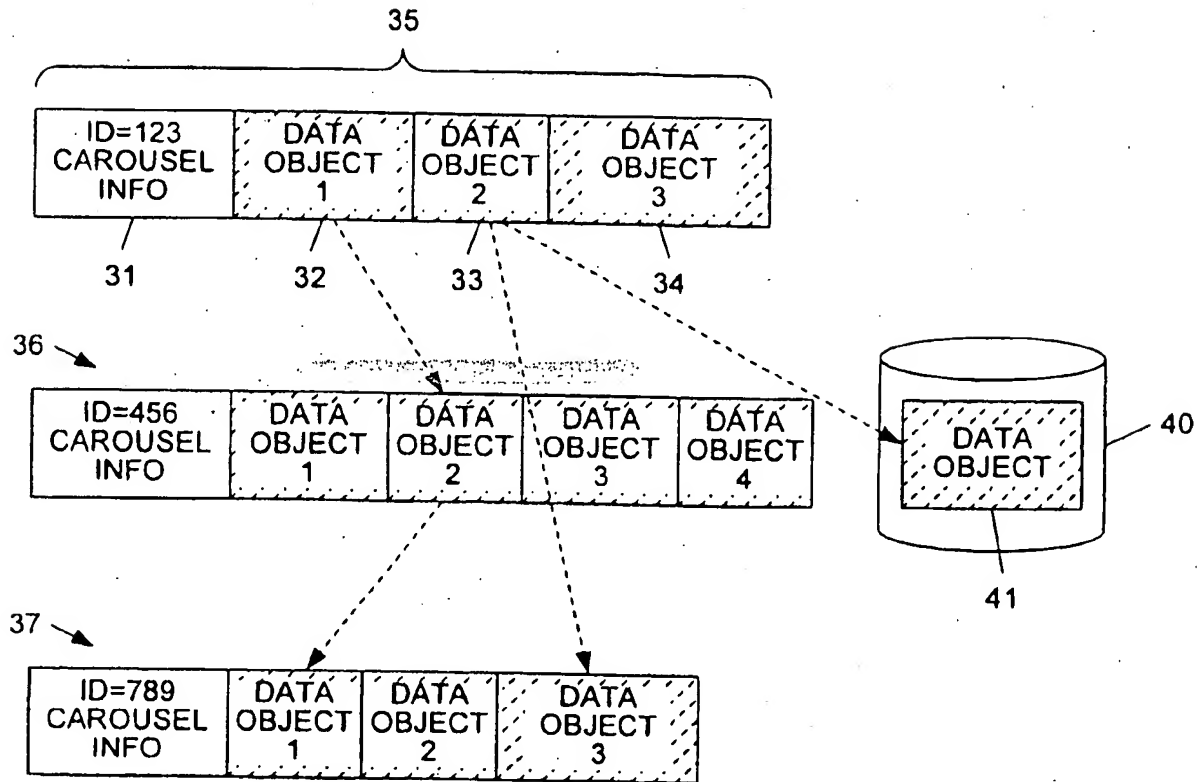 35
ID=123
CAROUSEL
INFO
DATA
OBJECT
1
DATA
OBJECT
2
DATA
OBJECT
3
31
32
33
34
36
ID=456
CAROUSEL
INFO
DATA
OBJECT
1
DATA
OBJECT
2
DATA
OBJECT
3
DATA
OBJECT
4
DATA
OBJECT
40
41
37
ID=789
CAROUSEL
INFO
DATA
OBJECT
1
DATA
OBJECT
2
DATA
OBJECT
3